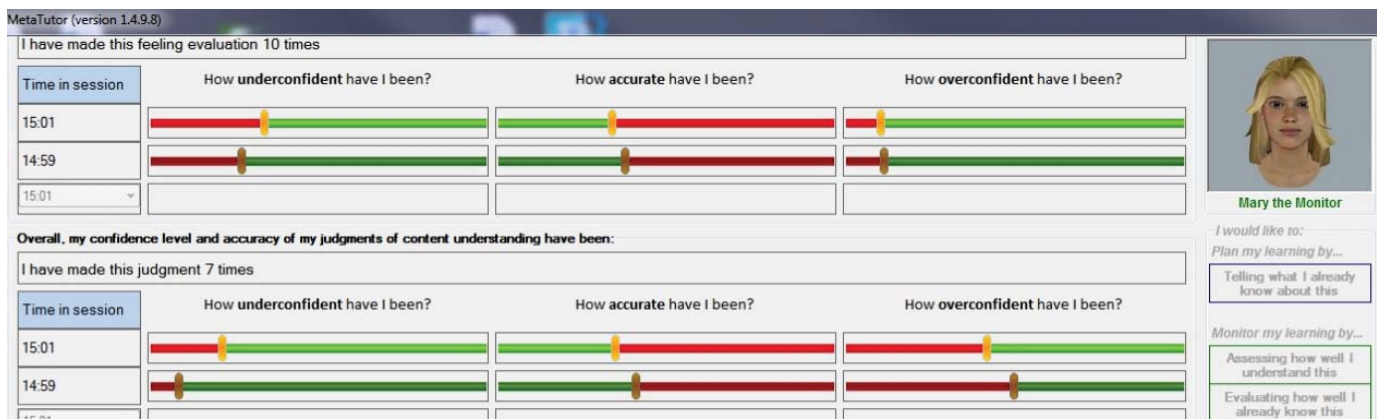 MetaTutor (version 1.4.9.8)
I have made this feeling evaluation 10 times
Time in session
How underconfident have I been?
How accurate have I been?
How overconfident have I been?
15:01
14:59
15:01
Mary the Monitor
Overall, my confidence level and accuracy of my judgments of content understanding have been:
I have made this judgment 7 times
Time in session
How underconfident have I been?
How accurate have I been?
How overconfident have I been?
15:01
14:59
I would like to:
Plan my learning by...
Telling what I already
know about this
Monitor my learning by...
Assessing how well I
understand this
Evaluating how well I
already know this